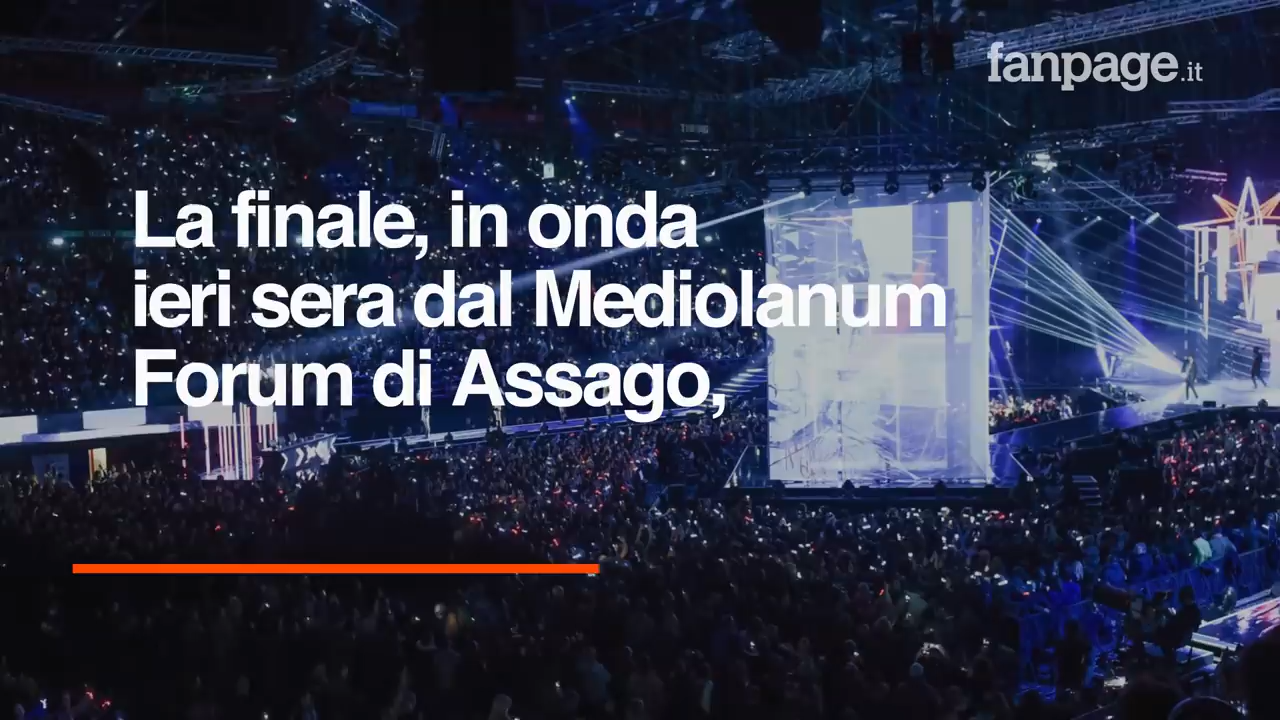 fanpage.it
La finale, in onda
ieri sera dal Mediolanum
Forum di Assago,